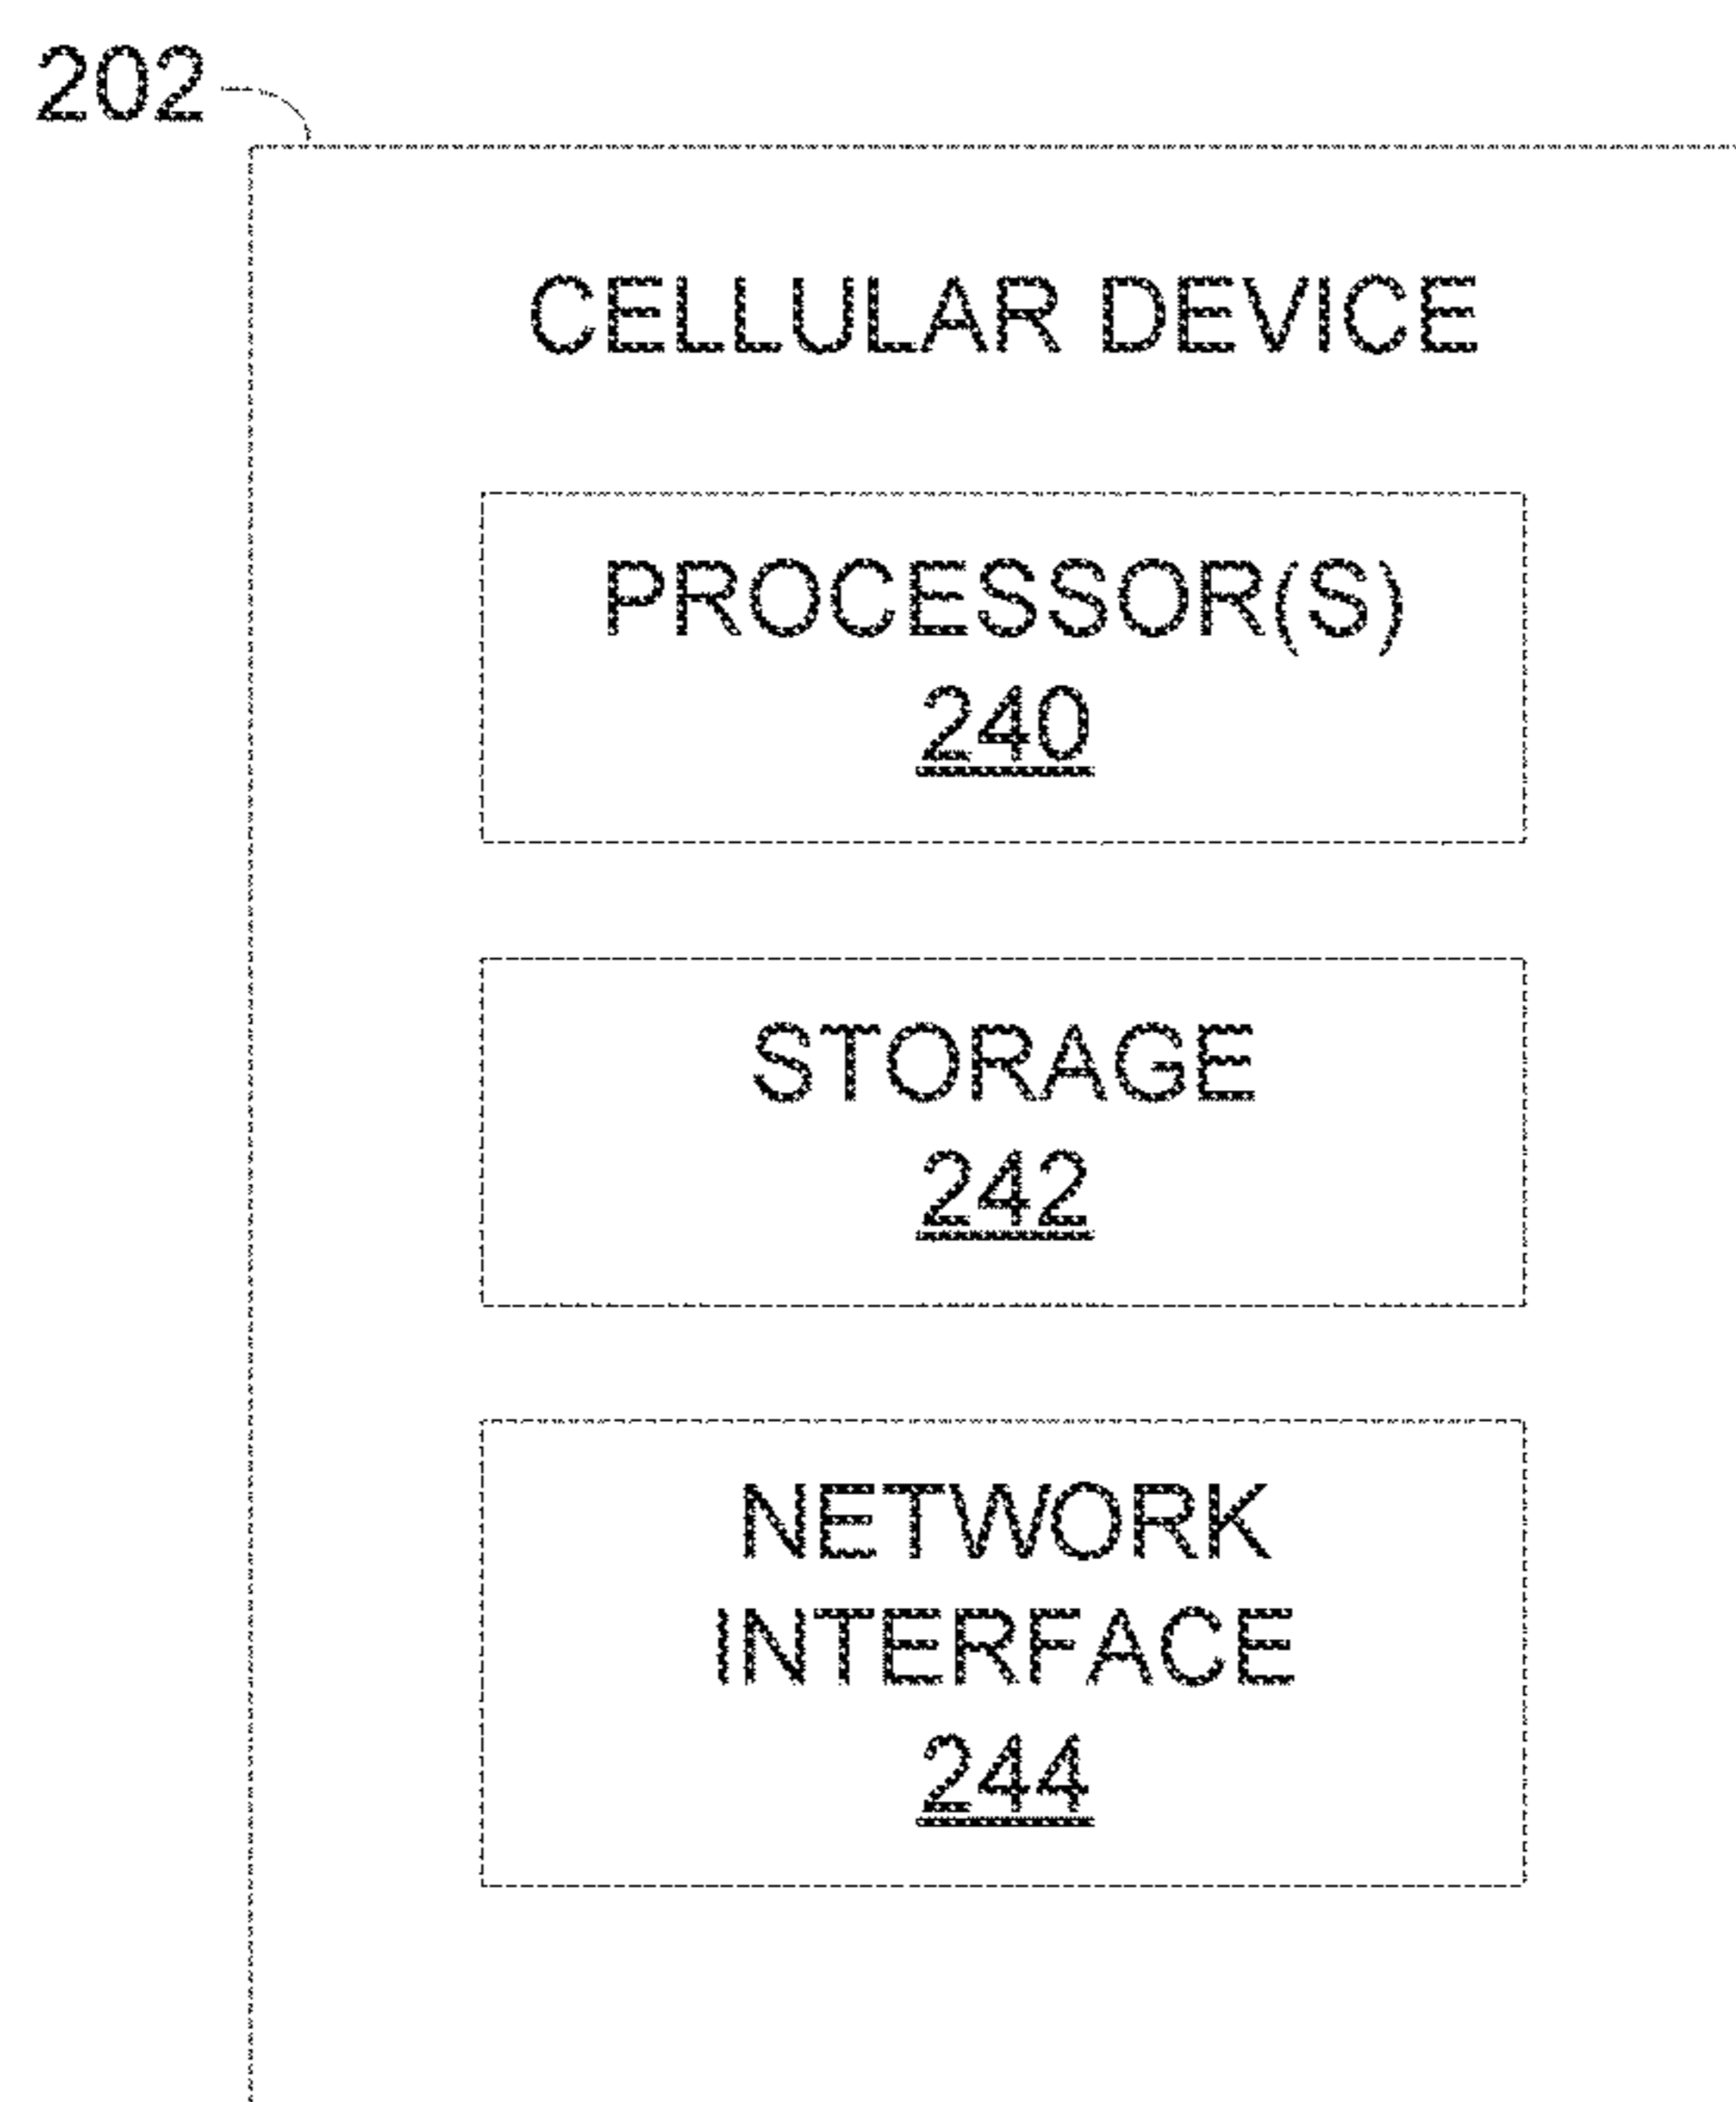 202
CELLULAR DEVICE
PROCESSOR(S)
240
STORAGE
242
NETWORK
INTERFACE
244